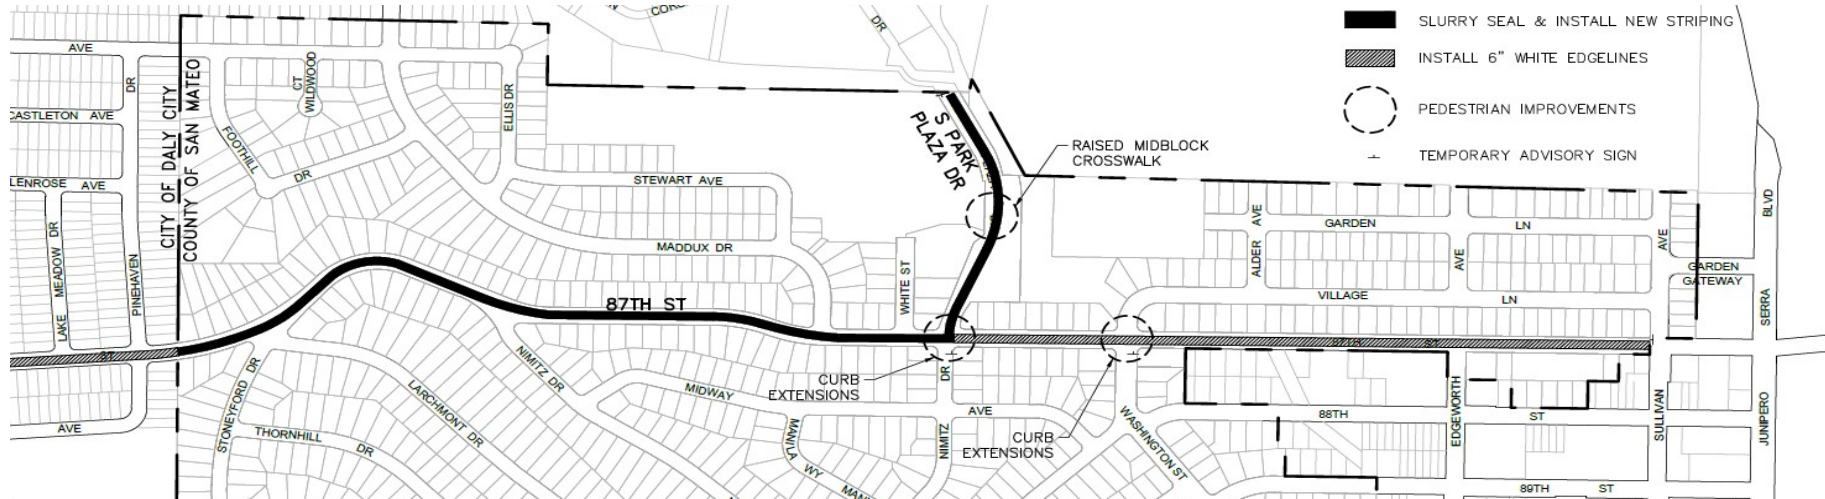 SLURRY SEAL & INSTALL NEW STRIPING
INSTALL 6" WHITE EDGELINES
PEDESTRIAN IMPROVEMENTS
TEMPORARY ADVISORY SIGN
DR
AVE
DR
CASTLETON AVE
CITY OF DALY CITY
COUNTY OF SAN MATEO
CT
WILDWOOD
ELLIS DR
FOOTHILL
DR
LENROSE AVE
LAKE MEADOW DR
PINEHAVEN
STEWART AVE
MADDUX DR
S PARK
PLAZA DR
RAISED MIDBLOCK
CROSSWALK
WHITE ST
87TH ST
ALDER AVE
GARDEN LN
AVE
AVE
BLVD
GARDEN
GATEWAY
VILLAGE LN
SERRA
ST
87TH ST
CURB
EXTENSIONS
DR
NIMITZ DR
MIDWAY
AVE
STONEYFORD DR
LARCHMONT DR
THORNHILL
DR
AVE
MANILA
WY
NIMITZ
CURB
EXTENSIONS
WASHINGTON ST
88TH ST
EDGEWORTH
SULLIVAN
JUNIPERO
89TH ST